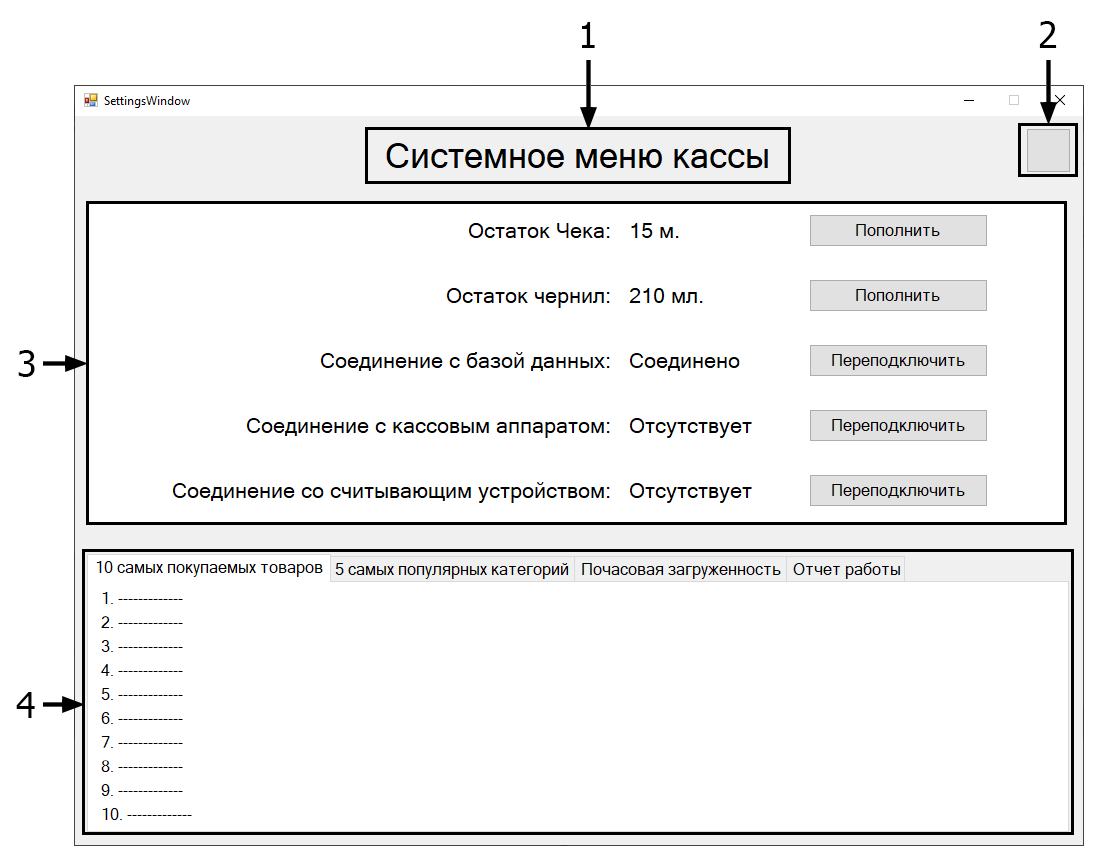 1
2
SettingsWindow
Системное меню кассы
3
Остаток Чека: 15 м. Пополнить
Остаток чернил: 210 мл. Пополнить
Соединение с базой данных: Соединено Переподключить
Соединение с кассовым аппаратом: Отсутствует Переподключить
Соединение со считывающим устройством: Отсутствует Переподключить
4
10 самых покупаемых товаров 5 самых популярных категорий Почасовая загруженность Отчет работы
1. -------------
2. -------------
3. -------------
4. -------------
5. -------------
6. -------------
7. -------------
8. -------------
9. -------------
10. -------------